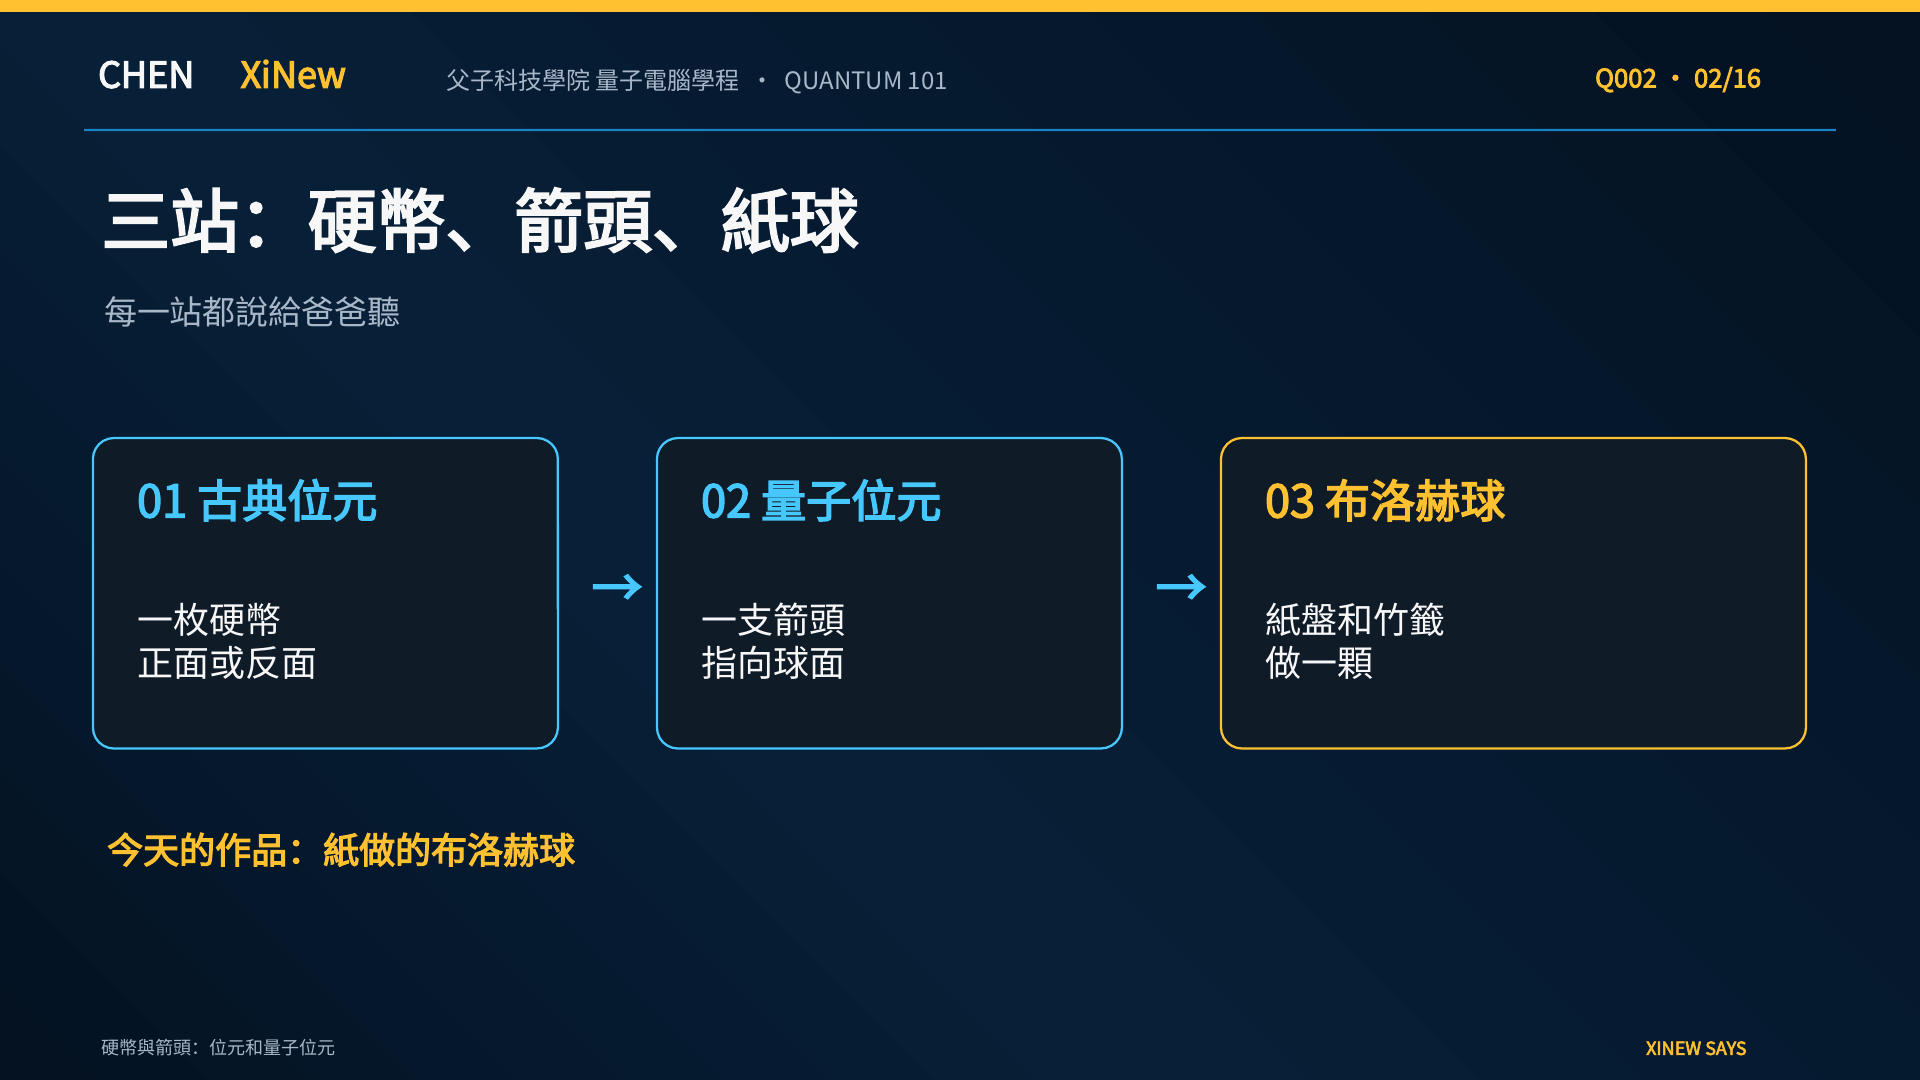 CHEN XiNew 父子科技學院 量子電腦學程 • QUANTUM 101 Q002 • 02/16
三站：硬幣、箭頭、紙球
每一站都說給爸爸聽
01 古典位元
一枚硬幣
正面或反面
→
02 量子位元
一支箭頭
指向球面
→
03 布洛赫球
紙盤和竹籤
做一顆
今天的作品：紙做的布洛赫球
硬幣與箭頭：位元和量子位元 XINEW SAYS